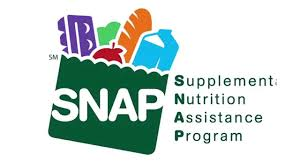 SM
SNAP
Supplementa
Nutrition
Assistance
Program